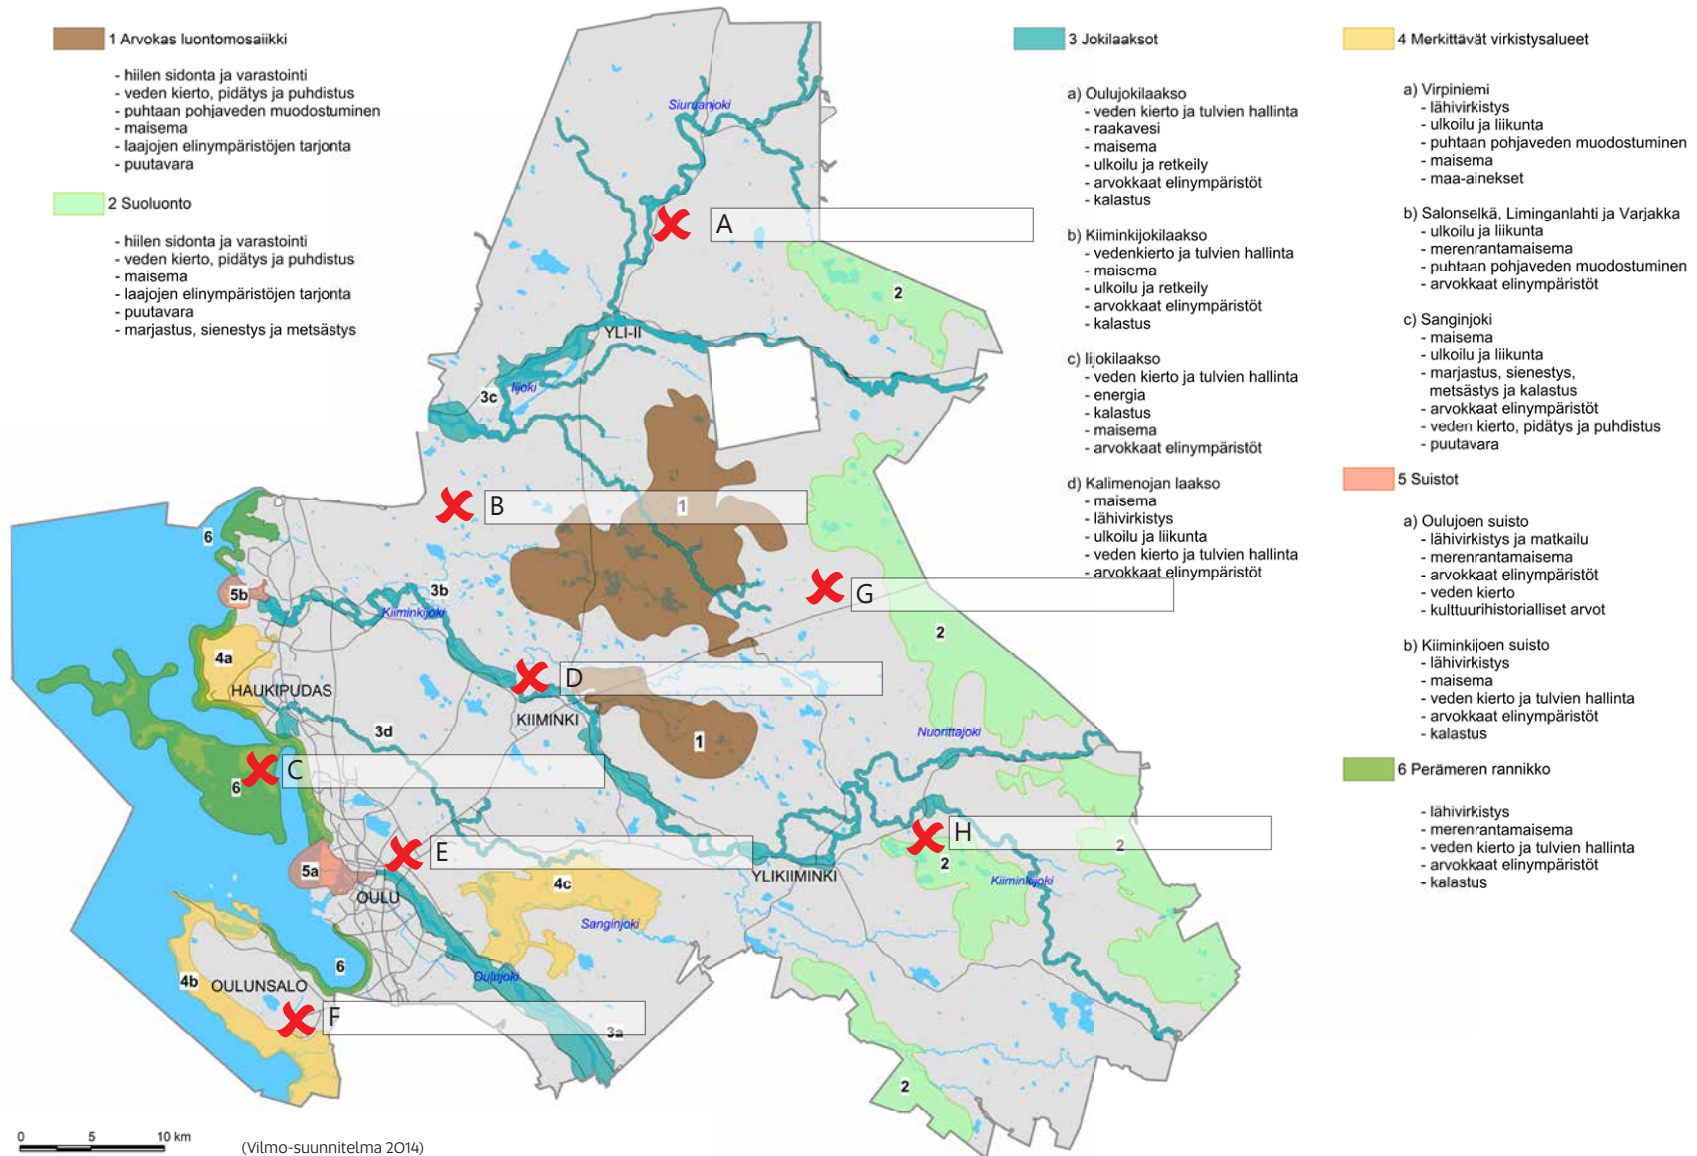 1 Arvokas luontomosaiikki
- hiilen sidonta ja varastointi
- veden kierto, pidätys ja puhdistus
- puhtaan pohjaveden muodostuminen
- maisema
- laajojen elinympäristöjen tarjonta
- puutavara
2 Suoluonto
- hiilen sidonta ja varastointi
- veden kierto, pidätys ja puhdistus
- maisema
- laajojen elinympäristöjen tarjonta
- puutavara
- marjastus, sienestys ja metsästys
3 Jokilaaksot
a) Oulujokilaakso
- veden kierto ja tulvien hallinta
- raakavesi
- maisema
- ulkoilu ja retkeily
- arvokkaat elinympäristöt
- kalastus
b) Kiiminkijokilaakso
- vedenkierto ja tulvien hallinta
- maisema
- ulkoilu ja retkeily
- arvokkaat elinympäristöt
- kalastus
c) Iijokilaakso
- veden kierto ja tulvien hallinta
- energia
- kalastus
- maisema
- arvokkaat elinympäristöt
d) Kalimenojan laakso
- maisema
- lähivirkistys
- ulkoilu ja liikunta
- veden kierto ja tulvien hallinta
- arvokkaat elinympäristöt
4 Merkittävät virkistysalueet
a) Virpiniemi
- lähivirkistys
- ulkoilu ja liikunta
- puhtaan pohjaveden muodostuminen
- maisema
- maa-ainekset
b) Salonselkä, Liminganlahti ja Varjakka
- ulkoilu ja liikunta
- merenrantamaisema
- puhtaan pohjaveden muodostuminen
- arvokkaat elinympäristöt
c) Sanginjoki
- maisema
- ulkoilu ja liikunta
- marjastus, sienestys,
metsästys ja kalastus
- arvokkaat elinympäristöt
- veden kierto, pidätys ja puhdistus
- puutavara
5 Suistot
a) Oulujoen suisto
- lähivirkistys ja matkailu
- merenrantamaisema
- arvokkaat elinympäristöt
- veden kierto
- kulttuurihistorialliset arvot
b) Kiiminkijoen suisto
- lähivirkistys
- maisema
- veden kierto ja tulvien hallinta
- arvokkaat elinympäristöt
- kalastus
6 Perämeren rannikko
- lähivirkistys
- merenrantamaisema
- veden kierto ja tulvien hallinta
- arvokkaat elinympäristöt
- kalastus
Siuruanjoki
A
2
YLI-II
Iijoki
3c
B
1
6
5b
3b
Kiiminkijoki
G
2
4a
HAUKIPUDAS
D
KIIMINKI
3d
1
Nuorittajoki
C
6
H
E
2
2
5a
OULU
4c
YLIKIIMINKI
Kiiminkijoki
Sanginjoki
6
4b
OULUNSALO
Oulujoki
F
3a
2
0 5 10 km
(Vilmo-suunnitelma 2014)